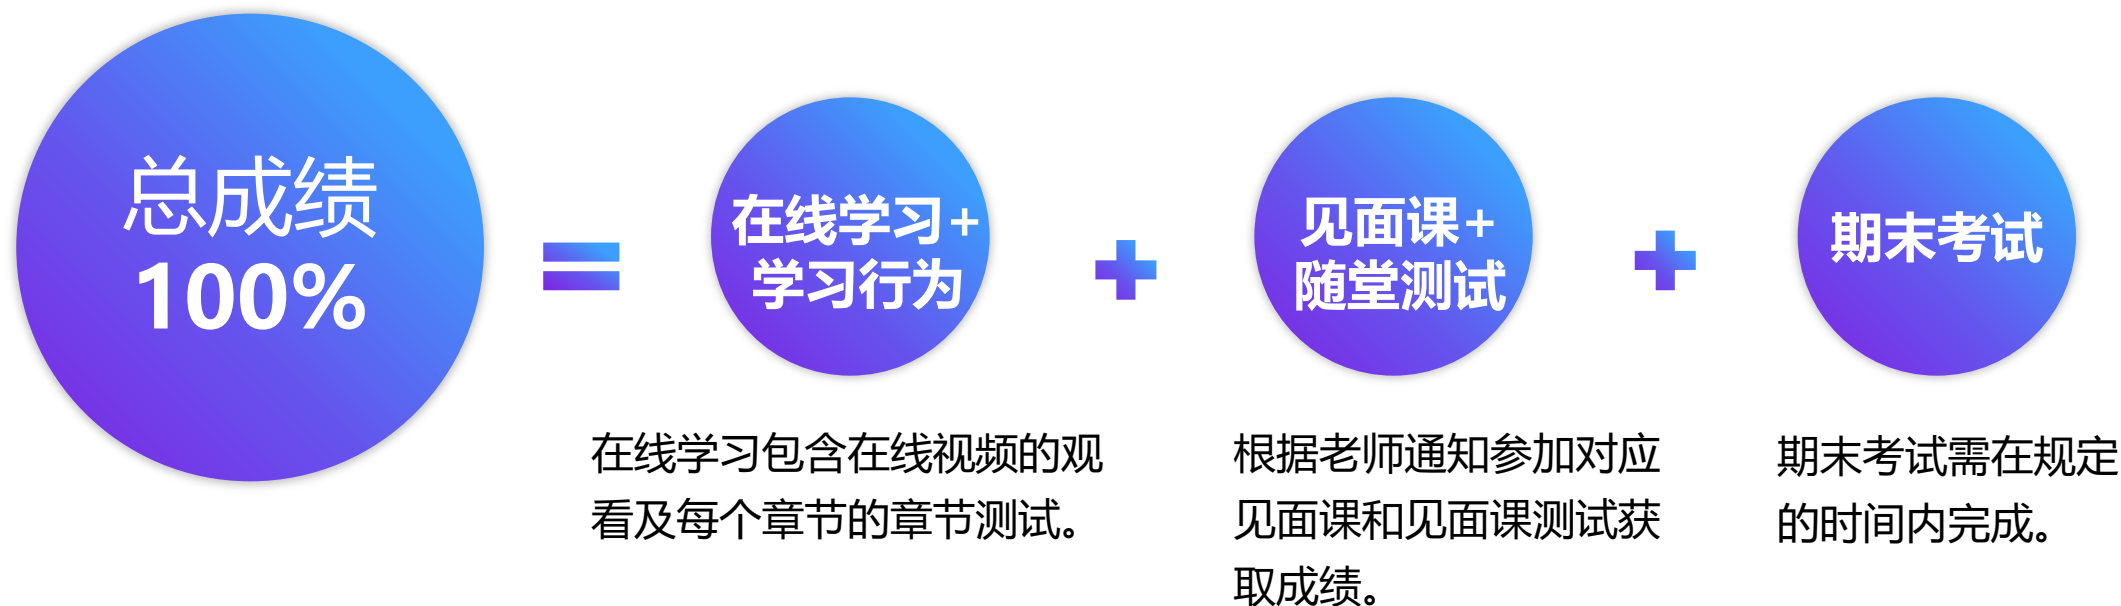 总成绩
100%
=
在线学习+
学习行为
+
见面课+
随堂测试
+
期末考试
在线学习包含在线视频的观
看及每个章节的章节测试。
根据老师通知参加对应
见面课和见面课测试获
取成绩。
期末考试需在规定
的时间内完成。